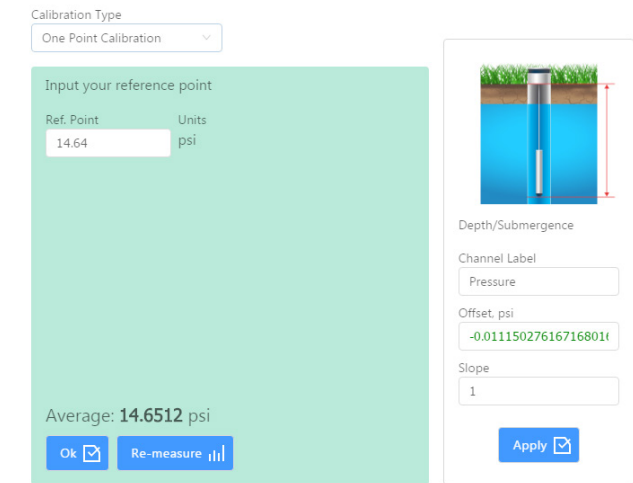 Calibration Type
One Point Calibration
Input your reference point
Ref. Point Units
14.64 psi
Average: 14.6512 psi
Ok Re-measure
Depth/Submergence
Channel Label
Pressure
Offset, psi
-0.0111502761671680
Slope
1
Apply